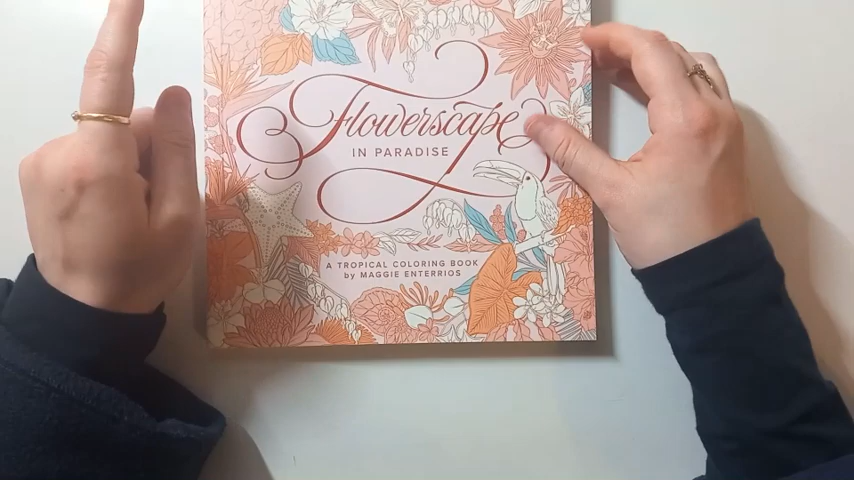 Flowerscape
IN PARADISE
A TROPICAL COLORING BOOK
by MAGGIE ENTERRIOS